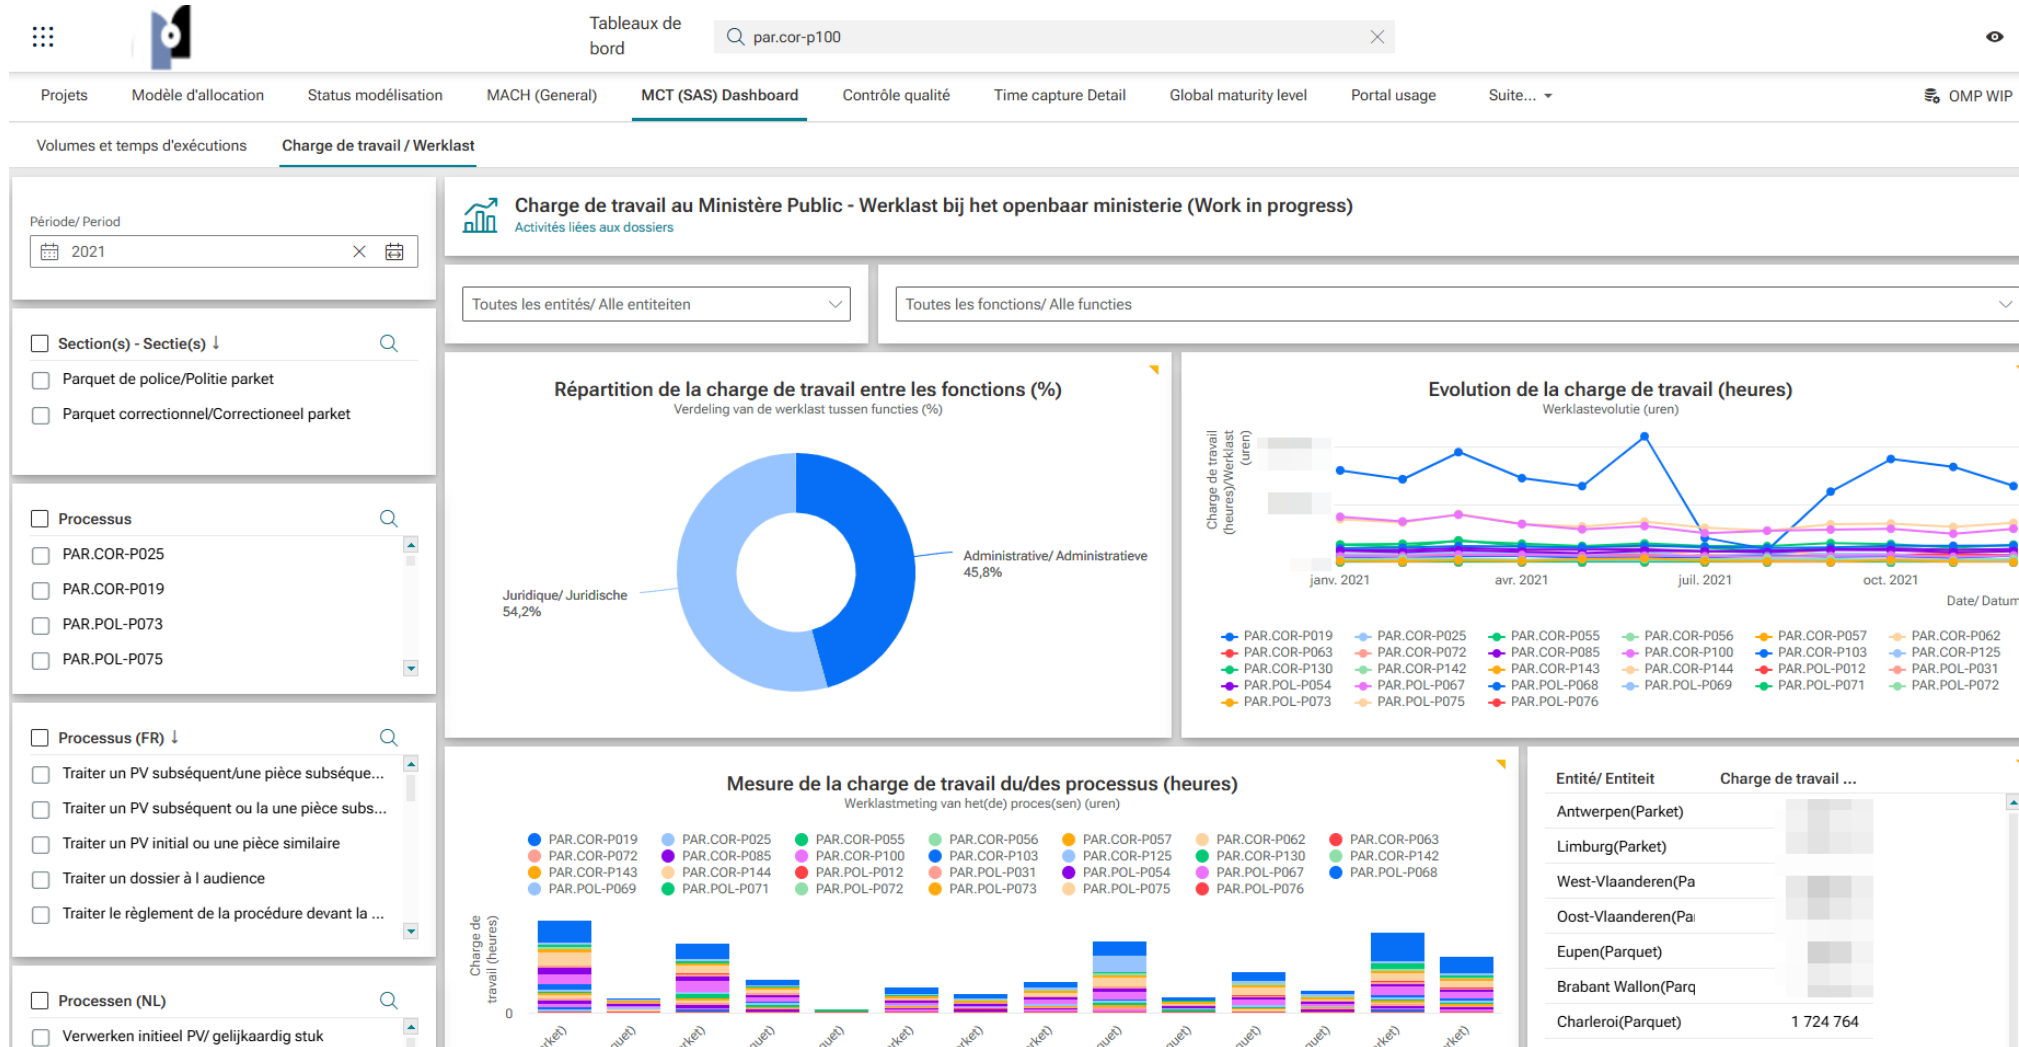 Tableaux de
bord
par.cor-p100
Projets
Modèle d'allocation
Status modélisation
MACH (General)
MCT (SAS) Dashboard
Contrôle qualité
Time capture Detail
Global maturity level
Portal usage
Suite...
OMP WIP
Volumes et temps d'exécutions
Charge de travail / Werklast
Période/ Period
2021
Section(s) - Sectie(s)
Parquet de police/Politie parket
Parquet correctionnel/Correctioneel parket
Processus
PAR.COR-P025
PAR.COR-P019
PAR.POL-P073
PAR.POL-P075
Processus (FR)
Traiter un PV subséquent/une pièce subséque...
Traiter un PV subséquent ou la une pièce subs...
Traiter un PV initial ou une pièce similaire
Traiter un dossier à l audience
Traiter le règlement de la procédure devant la ...
Processen (NL)
Verwerken initieel PV/ gelijkaardig stuk
Charge de travail au Ministère Public - Werklast bij het openbaar ministerie (Work in progress)
Activités liées aux dossiers
Toutes les entités/ Alle entiteiten
Toutes les fonctions/ Alle functies
Répartition de la charge de travail entre les fonctions (%)
Verdeling van de werklast tussen functies (%)
Administrative/ Administratieve
45,8%
Juridique/ Juridische
54,2%
Evolution de la charge de travail (heures)
Werklastevolutie (uren)
Charge de travail
(heures)/Werklast
(uren)
janv. 2021
avr. 2021
juil. 2021
oct. 2021
Date/ Datum
PAR.COR-P019 PAR.COR-P025 PAR.COR-P055 PAR.COR-P056 PAR.COR-P057 PAR.COR-P062
PAR.COR-P063 PAR.COR-P072 PAR.COR-P085 PAR.COR-P100 PAR.COR-P103 PAR.COR-P125
PAR.COR-P130 PAR.COR-P142 PAR.COR-P143 PAR.COR-P144 PAR.POL-P012 PAR.POL-P031
PAR.POL-P054 PAR.POL-P067 PAR.POL-P068 PAR.POL-P069 PAR.POL-P071 PAR.POL-P072
PAR.POL-P073 PAR.POL-P075 PAR.POL-P076
Mesure de la charge de travail du/des processus (heures)
Werklastmeting van het(de) proces(sen) (uren)
PAR.COR-P019 PAR.COR-P025 PAR.COR-P055 PAR.COR-P056 PAR.COR-P057 PAR.COR-P062 PAR.COR-P063
PAR.COR-P072 PAR.COR-P085 PAR.COR-P100 PAR.COR-P103 PAR.COR-P125 PAR.COR-P130 PAR.COR-P142
PAR.COR-P143 PAR.COR-P144 PAR.POL-P012 PAR.POL-P031 PAR.POL-P054 PAR.POL-P067 PAR.POL-P068
PAR.POL-P069 PAR.POL-P071 PAR.POL-P072 PAR.POL-P073 PAR.POL-P075 PAR.POL-P076
Charge de
travail (heures)
0
rket) quet) rket) quet) quet) rket) rket) rket) quet) quet) quet) quet) rket) rket)
Entité/ Entiteit Charge de travail ...
Antwerpen(Parket)
Limburg(Parket)
West-Vlaanderen(Pa
Oost-Vlaanderen(Pa
Eupen(Parquet)
Brabant Wallon(Parq
Charleroi(Parquet) 1 724 764